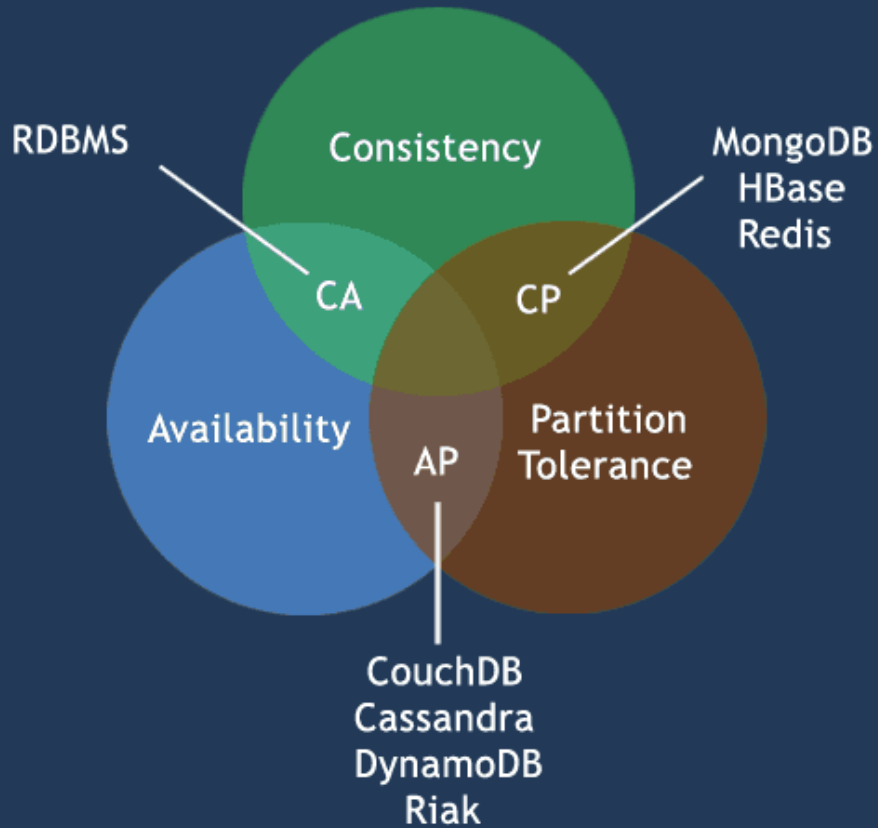 RDBMS
Consistency
MongoDB
HBase
Redis
CA
CP
Availability
Partition
Tolerance
AP
CouchDB
Cassandra
DynamoDB
Riak